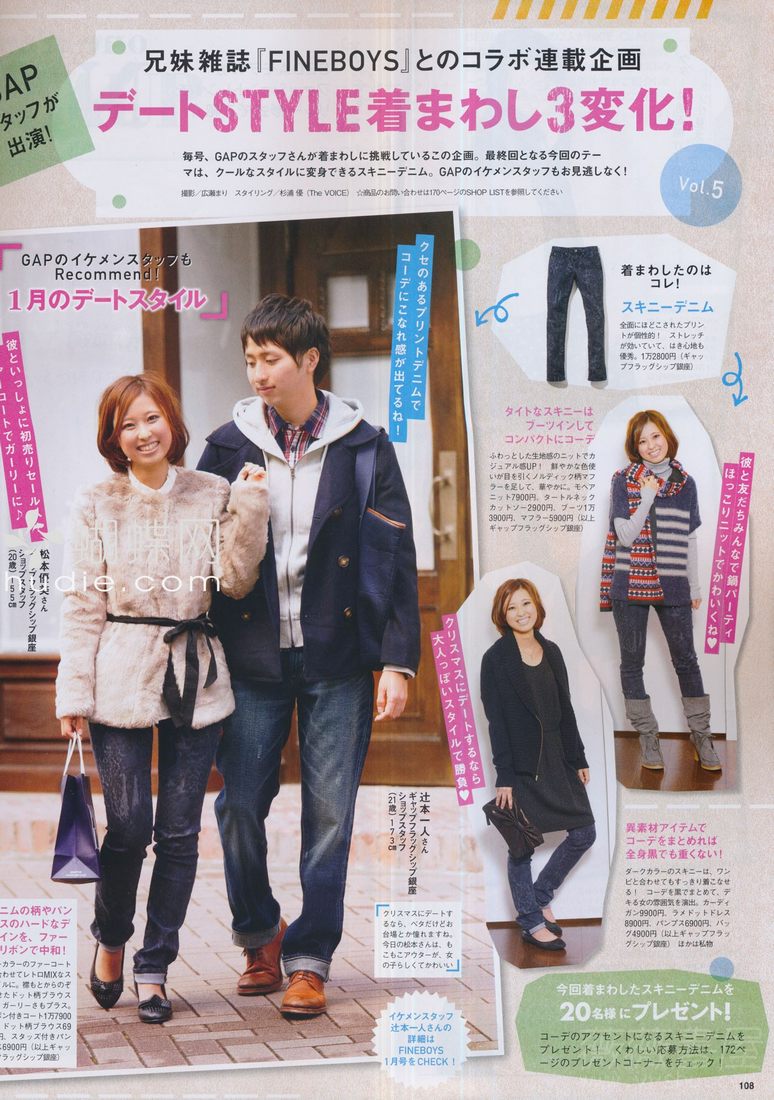 GAP
スタッフが
出演！
兄妹雑誌『FINEBOYS』とのコラボ連載企画
デートSTYLE着まわし3変化！
毎号、GAPのスタッフさんが着まわしに挑戦しているこの企画。最終回となる今回のテー
マは、クールなスタイルに変身できるスキニーデニム。GAPのイケメンスタッフもお見逃しなく！
撮影／広瀬まり　スタイリング／杉浦 優（The VOICE）　☆商品のお問い合わせは170ページのSHOP LISTを参照してください
Vol.5
GAPのイケメンスタッフも
Recommend！
「1月のデートスタイル」
彼といっしょに初売りセール
ファーコートでガーリーに♪
クセのあるプリントデニムで
コーデにこなれ感が出てるね！
着まわしたのは
コレ！
スキニーデニム
全面にほどこされたプリン
トが個性的！　ストレッチ
が効いていて、はき心地も
優秀。1万2800円（ギャッ
プフラッグシップ銀座）
タイトなスキニーは
ブーツインして
コンパクトにコーデ
ふわっとした生地感のニットでカ
ジュアル感UP！　鮮やかな色使
いが目を引くノルディック柄マフ
ラーを足して、華やかに。モヘアニ
ット7900円、タートルネック
カットソー2900円、ブーツ1万
3900円、マフラー5900円（以上
ギャップフラッグシップ銀座）
彼と友だちみんなで鍋パーティ
ほっこりニットでかわいくね♥
クリスマスにデートするなら
大人っぽいスタイルで勝負♥
蝴蝶网
hudie.com
さん
ギャップフラッグシップ銀座
ショップスタッフ
（20歳）155cm
辻本一人さん
ギャップフラッグシップ銀座
ショップスタッフ
（21歳）173cm
異素材アイテムで
コーデをまとめれば
全身黒でも重くない！
ダークカラーのスキニーは、ワン
ピと合わせてもすっきり着こなせ
る！　コーデを黒でまとめて、デ
キる女の雰囲気を演出。カーディ
ガン9900円、ラメドットドレス
8900円、パンプス6900円、バッ
グ4900円（以上ギャップフラッ
グシップ銀座）　ほかは私物
クリスマスにデートす
るなら、ベタだけどお
台場とか憧れますね。
今日の松本さんは、も
こもこアウターが、女
の子らしくてかわいい
ニムの柄やパン
スのハードなデ
インを、ファー
リボンで中和！
ーカラーのファーコート
合わせてレトロMIXなス
イルに。襟もとからのぞ
せたドット柄ブラウス
ガーリーさもプラス。
ボン付きコート1万7900
、ドット柄ブラウス69
円、スタッズ付きパン
ス6900円（以上ギャッ
フラッグシップ銀座）
イケメンスタッフ
辻本一人さんの
詳細は
FINEBOYS
1月号をCHECK！
今回着まわしたスキニーデニムを
20名様にプレゼント！
コーデのアクセントになるスキニーデニムを
プレゼント！　くわしい応募方法は、172ペ
ージのプレゼントコーナーをチェック！
108